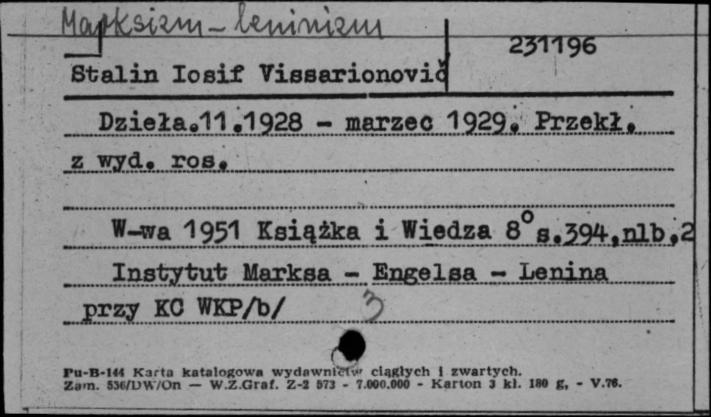 Marksizm-leninizm
231196
Stalin Iosif Vissarionovič
Dzieła.11.1928 - marzec 1929. Przekł.
z wyd. ros.
W-wa 1951 Książka i Wiedza 8° s.394,nlb.2
Instytut Marksa - Engelsa - Lenina
przy KC WKP/b/
3
Pu-B-144 Karta katalogowa wydawnictw ciągłych i zwartych.
Zam. 536/DW/On — W.Z.Graf. Z-2 573 - 7.000.000 - Karton 3 kl. 180 g, - V.76.